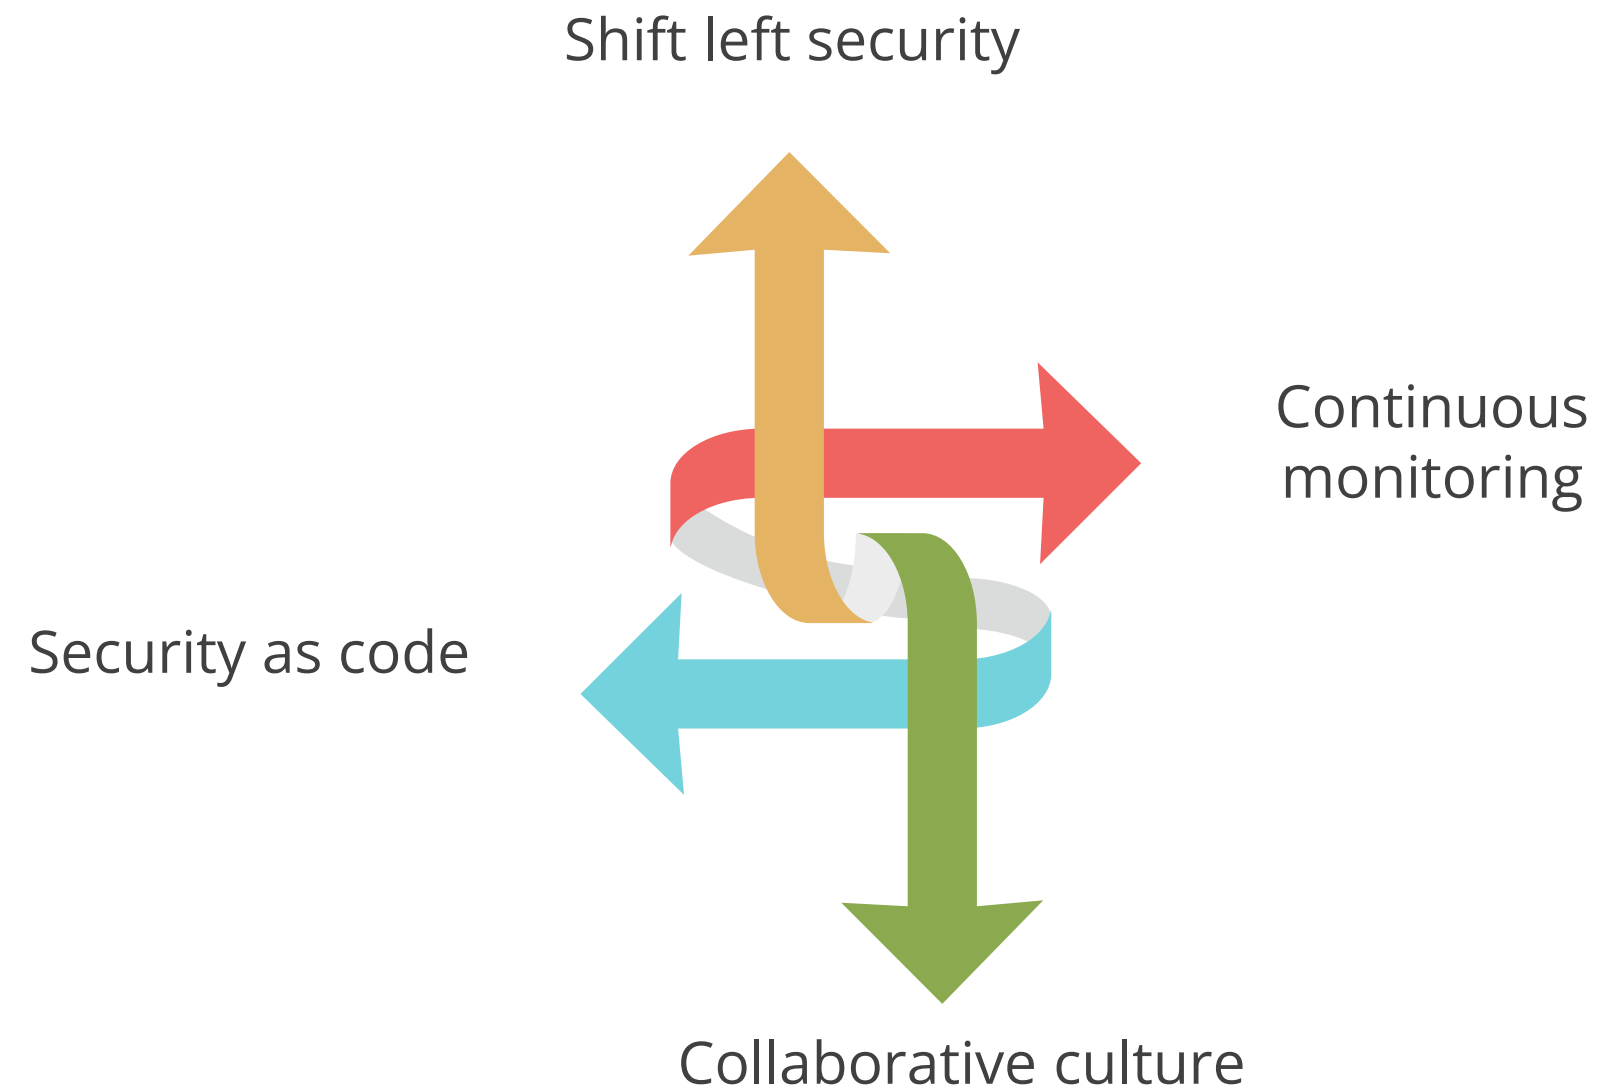 Shift left security
Continuous
monitoring
Security as code
Collaborative culture